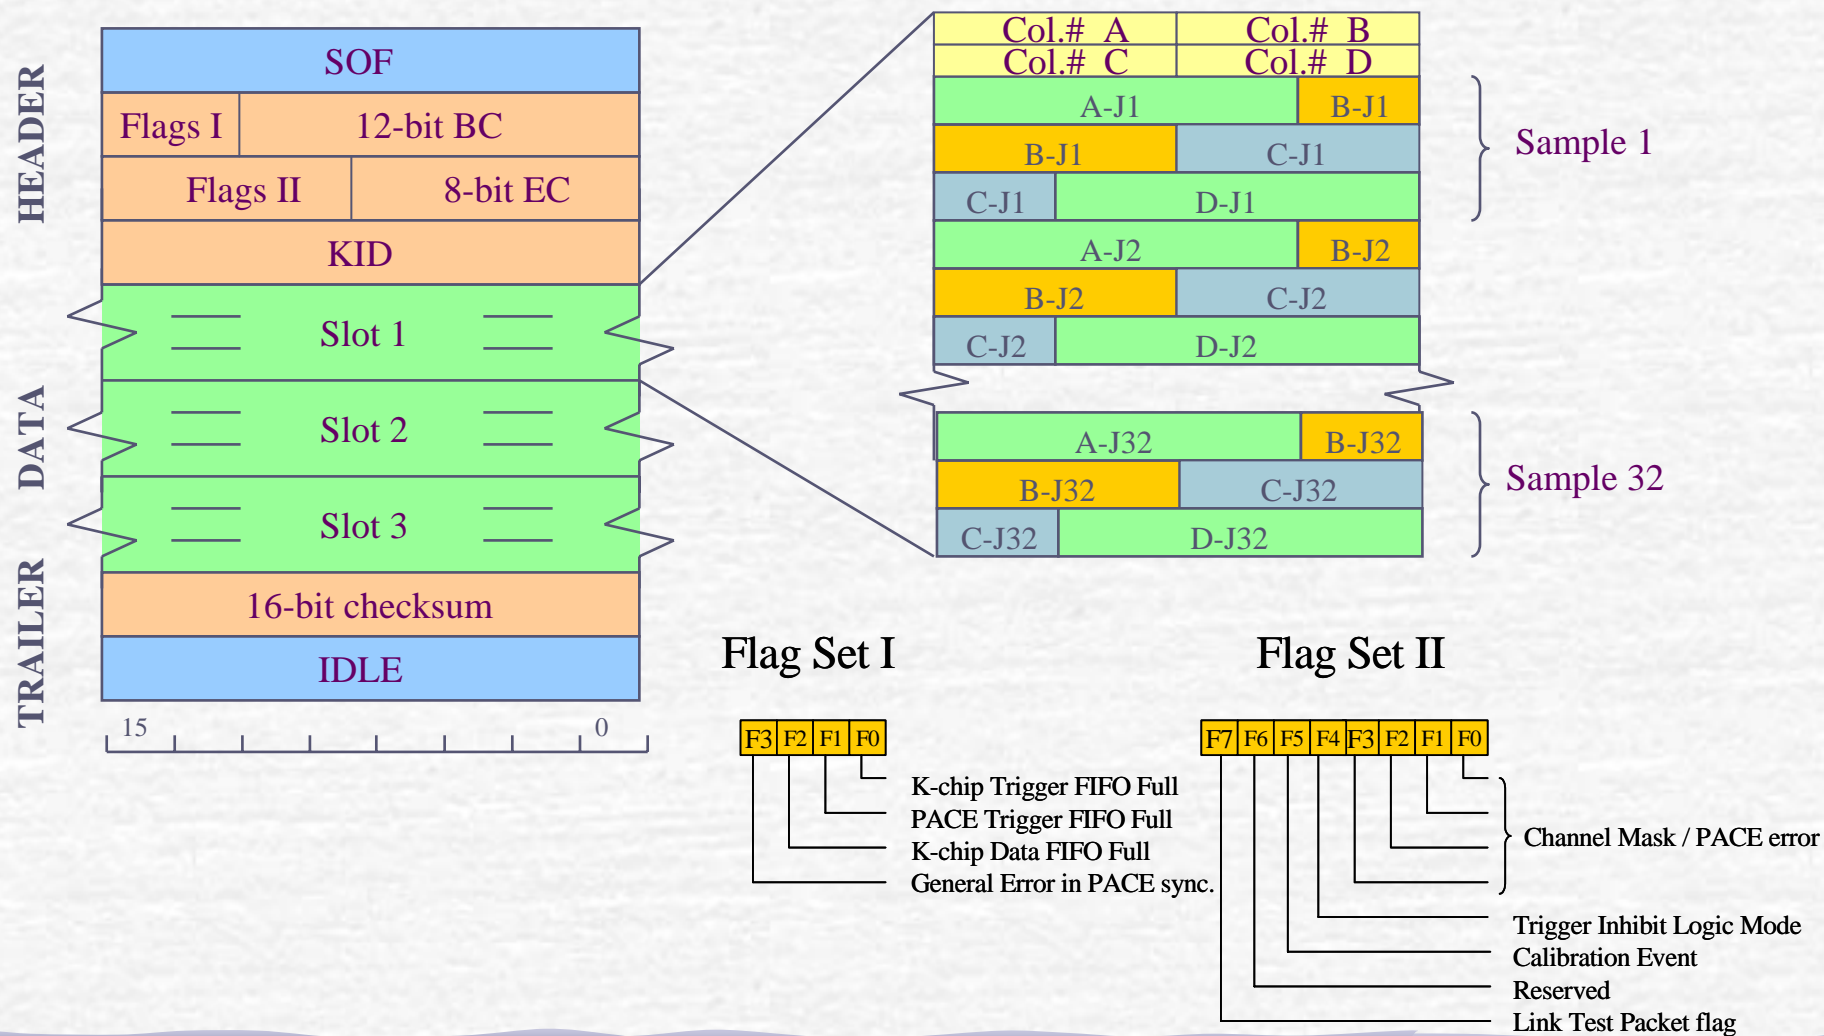 HEADER
SOF
Flags I 12-bit BC
Flags II 8-bit EC
KID
DATA
Slot 1
Slot 2
Slot 3
TRAILER
16-bit checksum
IDLE
15 0
Col.# A Col.# B
Col.# C Col.# D
A-J1 B-J1
B-J1 C-J1
C-J1 D-J1
Sample 1
A-J2 B-J2
B-J2 C-J2
C-J2 D-J2
A-J32 B-J32
B-J32 C-J32
C-J32 D-J32
Sample 32
Flag Set I
F3 F2 F1 F0
K-chip Trigger FIFO Full
PACE Trigger FIFO Full
K-chip Data FIFO Full
General Error in PACE sync.
Flag Set II
F7 F6 F5 F4 F3 F2 F1 F0
Channel Mask / PACE error
Trigger Inhibit Logic Mode
Calibration Event
Reserved
Link Test Packet flag